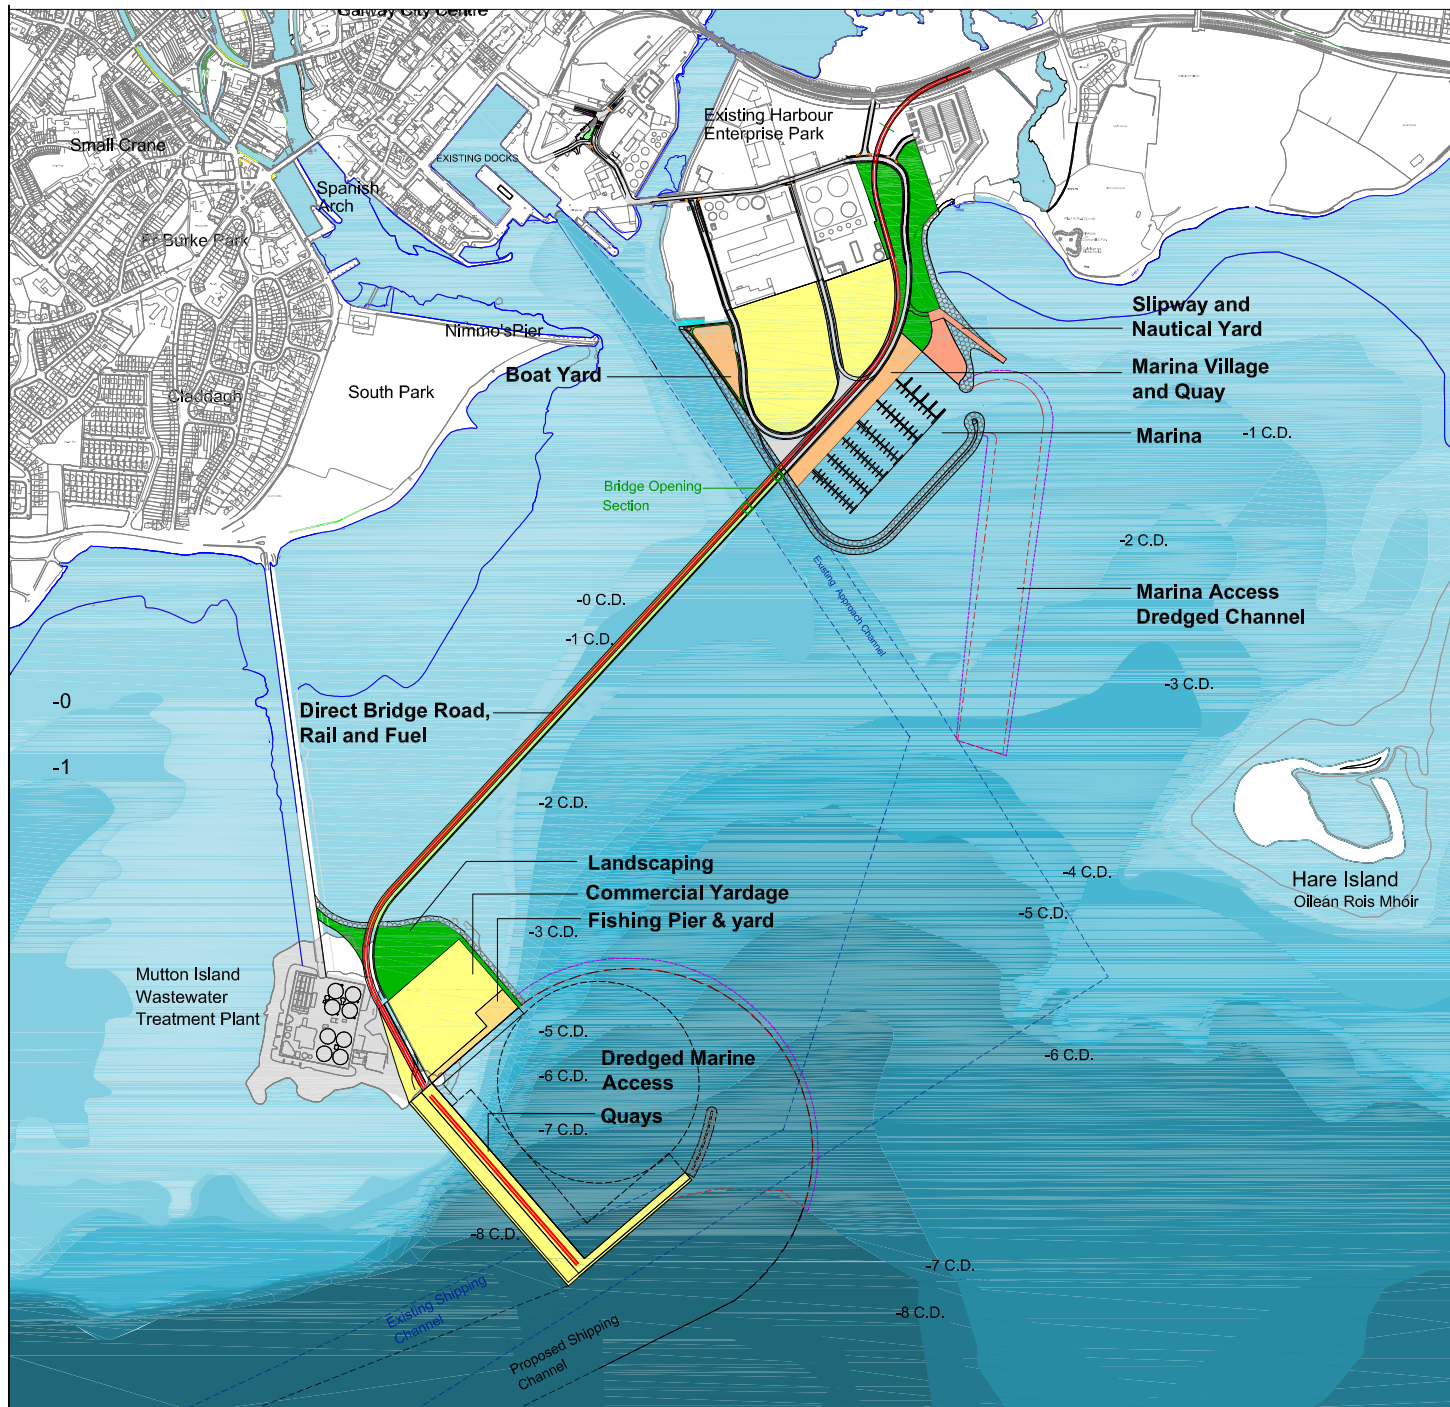 Galway City Centre
Small Crane
EXISTING DOCKS
Existing Harbour
Enterprise Park
Spanish
Arch
Fr Burke Park
Nimmo'sPier
Claddagh
South Park
Boat Yard
Slipway and
Nautical Yard
Marina Village
and Quay
Marina
-1 C.D.
Bridge Opening
Section
-2 C.D.
Existing Approach Channel
Marina Access
Dredged Channel
-0 C.D.
-1 C.D.
-3 C.D.
-0
-1
Direct Bridge Road,
Rail and Fuel
-2 C.D.
Landscaping
Commercial Yardage
Fishing Pier & yard
-3 C.D.
-4 C.D.
-5 C.D.
Hare Island
Oileán Rois Mhóir
Mutton Island
Wastewater
Treatment Plant
-5 C.D.
-6 C.D.
-7 C.D.
Dredged Marine
Access
Quays
-6 C.D.
-8 C.D.
-7 C.D.
-8 C.D.
Existing Shipping
Channel
Proposed Shipping
Channel